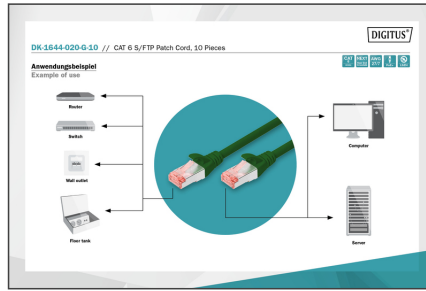 DIGITUS®
DK-1644-020-G-10 // CAT 6 S/FTP Patch Cord, 10 Pieces
Anwendungsbeispiel
Example of use
Router
Switch
Wall outlet
Floor tank
Computer
Server